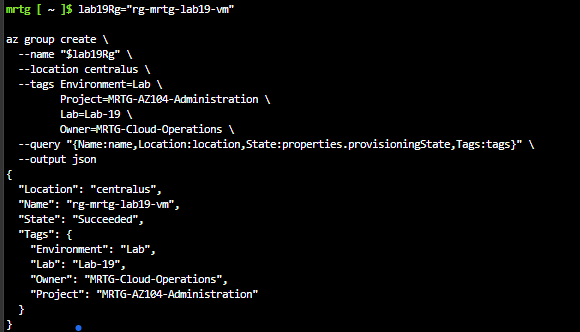 mrtg [ ~ ]$ lab19Rg="rg-mrtg-lab19-vm"
az group create \
--name "$lab19Rg" \
--location centralus \
--tags Environment=Lab \
Project=MRTG-AZ104-Administration \
Lab=Lab-19 \
Owner=MRTG-Cloud-Operations \
--query "{Name:name,Location:location,State:properties.provisioningState,Tags:tags}" \
--output json
{
"Location": "centralus",
"Name": "rg-mrtg-lab19-vm",
"State": "Succeeded",
"Tags": {
"Environment": "Lab",
"Lab": "Lab-19",
"Owner": "MRTG-Cloud-Operations",
"Project": "MRTG-AZ104-Administration"
}
}